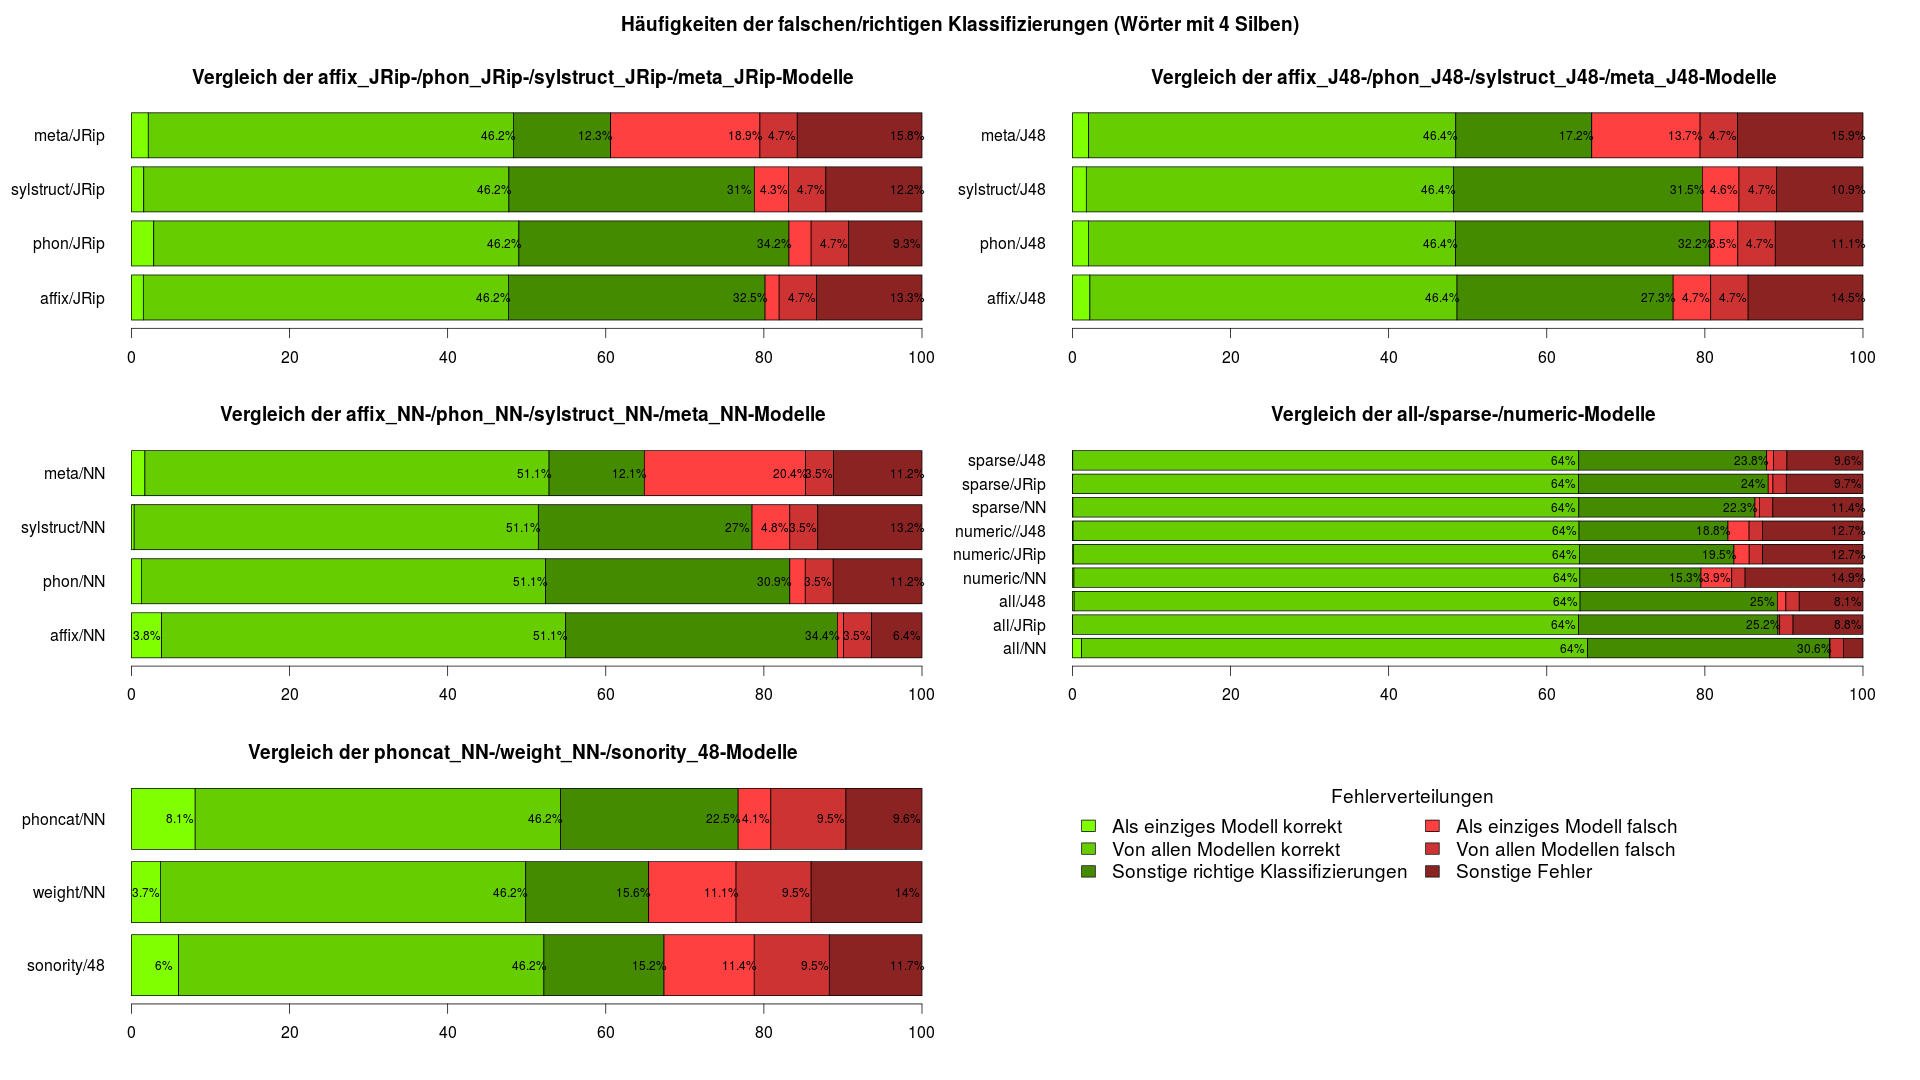 Häufigkeiten der falschen/richtigen Klassifizierungen (Wörter mit 4 Silben)
Vergleich der affix_JRip-/phon_JRip-/sylstruct_JRip-/meta_JRip-Modelle
meta/JRip 46.2% 12.3% 18.9% 4.7% 15.8%
sylstruct/JRip 46.2% 31% 4.3% 4.7% 12.2%
phon/JRip 46.2% 34.2% 4.7% 9.3%
affix/JRip 46.2% 32.5% 4.7% 13.3%
0 20 40 60 80 100
Vergleich der affix_J48-/phon_J48-/sylstruct_J48-/meta_J48-Modelle
meta/J48 46.4% 17.2% 13.7% 4.7% 15.9%
sylstruct/J48 46.4% 31.5% 4.6% 4.7% 10.9%
phon/J48 46.4% 32.2% 3.5% 4.7% 11.1%
affix/J48 46.4% 27.3% 4.7% 4.7% 14.5%
0 20 40 60 80 100
Vergleich der affix_NN-/phon_NN-/sylstruct_NN-/meta_NN-Modelle
meta/NN 51.1% 12.1% 20.4% 3.5% 11.2%
sylstruct/NN 51.1% 27% 4.8% 3.5% 13.2%
phon/NN 51.1% 30.9% 3.5% 11.2%
affix/NN 3.8% 51.1% 34.4% 3.5% 6.4%
0 20 40 60 80 100
Vergleich der all-/sparse-/numeric-Modelle
sparse/J48 64% 23.8% 9.6%
sparse/JRip 64% 24% 9.7%
sparse/NN 64% 22.3% 11.4%
numeric//J48 64% 18.8% 12.7%
numeric/JRip 64% 19.5% 12.7%
numeric/NN 64% 15.3% 3.9% 14.9%
all/J48 64% 25% 8.1%
all/JRip 64% 25.2% 8.8%
all/NN 64% 30.6%
0 20 40 60 80 100
Vergleich der phoncat_NN-/weight_NN-/sonority_48-Modelle
phoncat/NN 8.1% 46.2% 22.5% 4.1% 9.5% 9.6%
weight/NN 3.7% 46.2% 15.6% 11.1% 9.5% 14%
sonority/48 6% 46.2% 15.2% 11.4% 9.5% 11.7%
0 20 40 60 80 100
Fehlerverteilungen
Als einziges Modell korrekt Als einziges Modell falsch
Von allen Modellen korrekt Von allen Modellen falsch
Sonstige richtige Klassifizierungen Sonstige Fehler